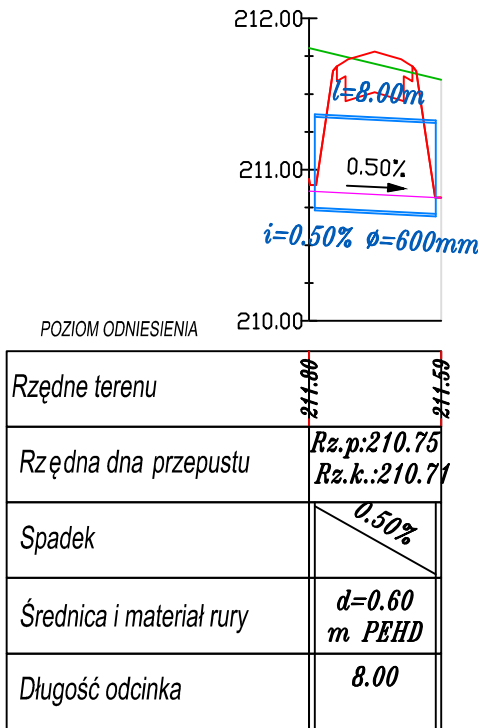 212.00
l=8.00m
211.00
0.50%
i=0.50% ϕ=600mm
210.00
POZIOM ODNIESIENIA
Rzędne terenu
211.80
211.59
Rzędna dna przepustu
Rz.p:210.75
Rz.k.:210.71
Spadek
0.50%
Średnica i materiał rury
d=0.60
m PEHD
Długość odcinka
8.00